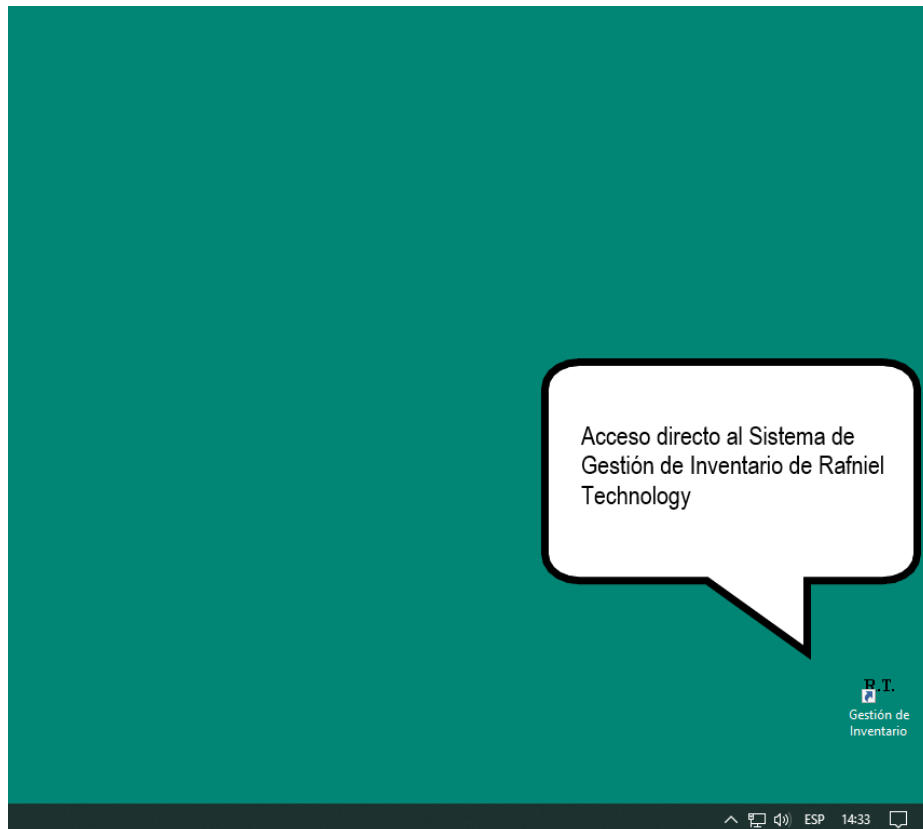 Acceso directo al Sistema de
Gestión de Inventario de Rafniel
Technology
R.T.
Gestión de
Inventario
ESP 14:33